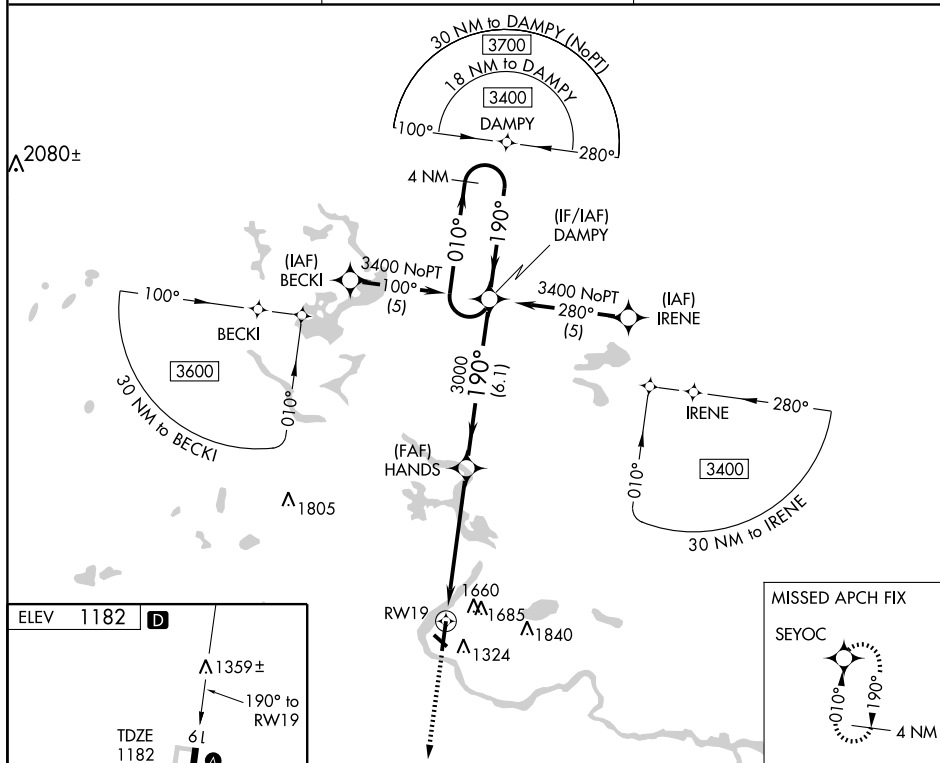 30 NM to DAMPY (NoPT)
3700
18 NM to DAMPY
3400
DAMPY
100°
280°
2080±
4 NM
010°
190°
(IF/IAF)
DAMPY
(IAF)
BECKI
3400 NoPT
100°
(5)
3400 NoPT
280°
(5)
(IAF)
IRENE
100°
BECKI
3600
010°
30 NM to BECKI
3000
190°
(6.1)
IRENE
280°
3400
010°
30 NM to IRENE
(FAF)
HANDS
1805
1660
1685
1840
RW19
1324
MISSED APCH FIX
SEYOC
010°
190°
4 NM
ELEV 1182 D
1359±
190° to
RW19
TDZE
1182
19
A